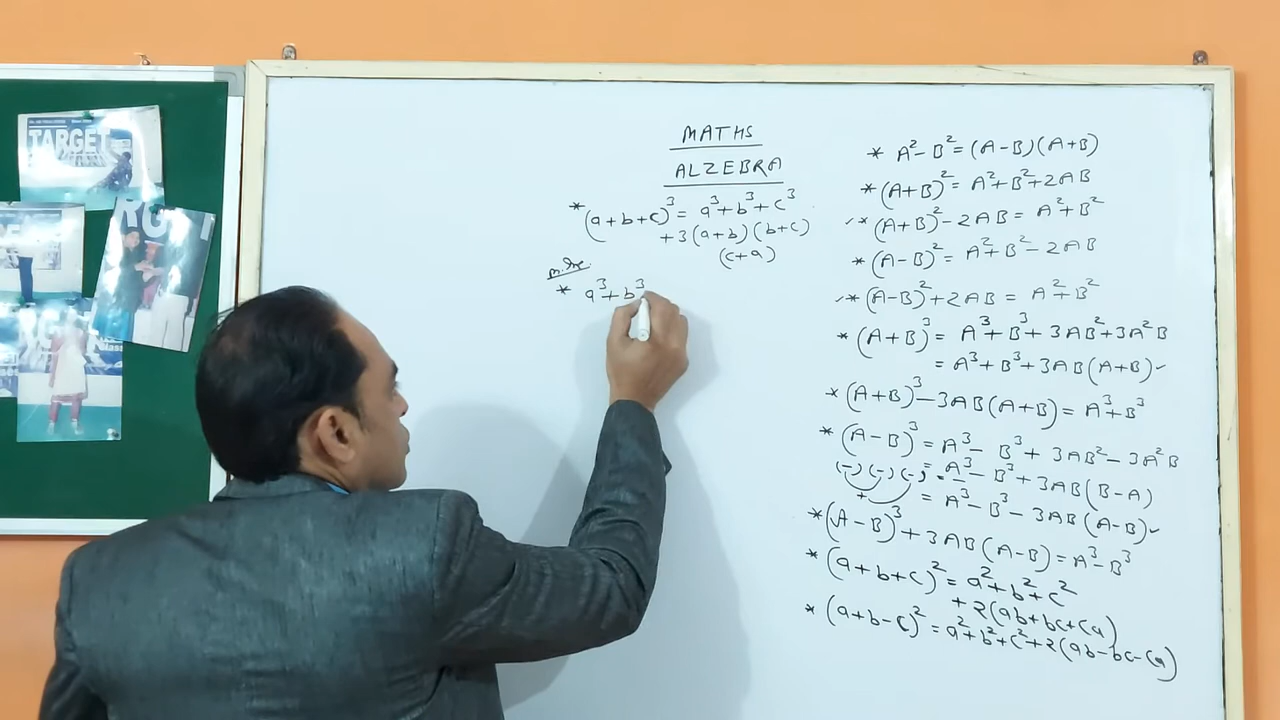 TARGET
MATHS
ALZEBRA
* (a+b+c)³ = a³+b³+c³
+3(a+b)(b+c)
(c+a)
* a³+b³
* A²-B² = (A-B)(A+B)
* (A+B)² = A²+B²+2AB
* (A+B)²-2AB = A²+B²
* (A-B)² = A²+B²-2AB
* (A-B)²+2AB = A²+B²
* (A+B)³ = A³+B³+3AB²+3A²B
= A³+B³+3AB(A+B)
* (A+B)³-3AB(A+B) = A³+B³
* (A-B)³ = A³-B³+3AB²-3A²B
(-)(-)(-) = A³-B³+3AB(B-A)
+ = A³-B³-3AB(A-B)
* (A-B)³+3AB(A-B) = A³-B³
* (a+b+c)² = a²+b²+c²
+2(ab+bc+ca)
* (a+b-c)² = a²+b²+c²+2(ab-bc-ca)